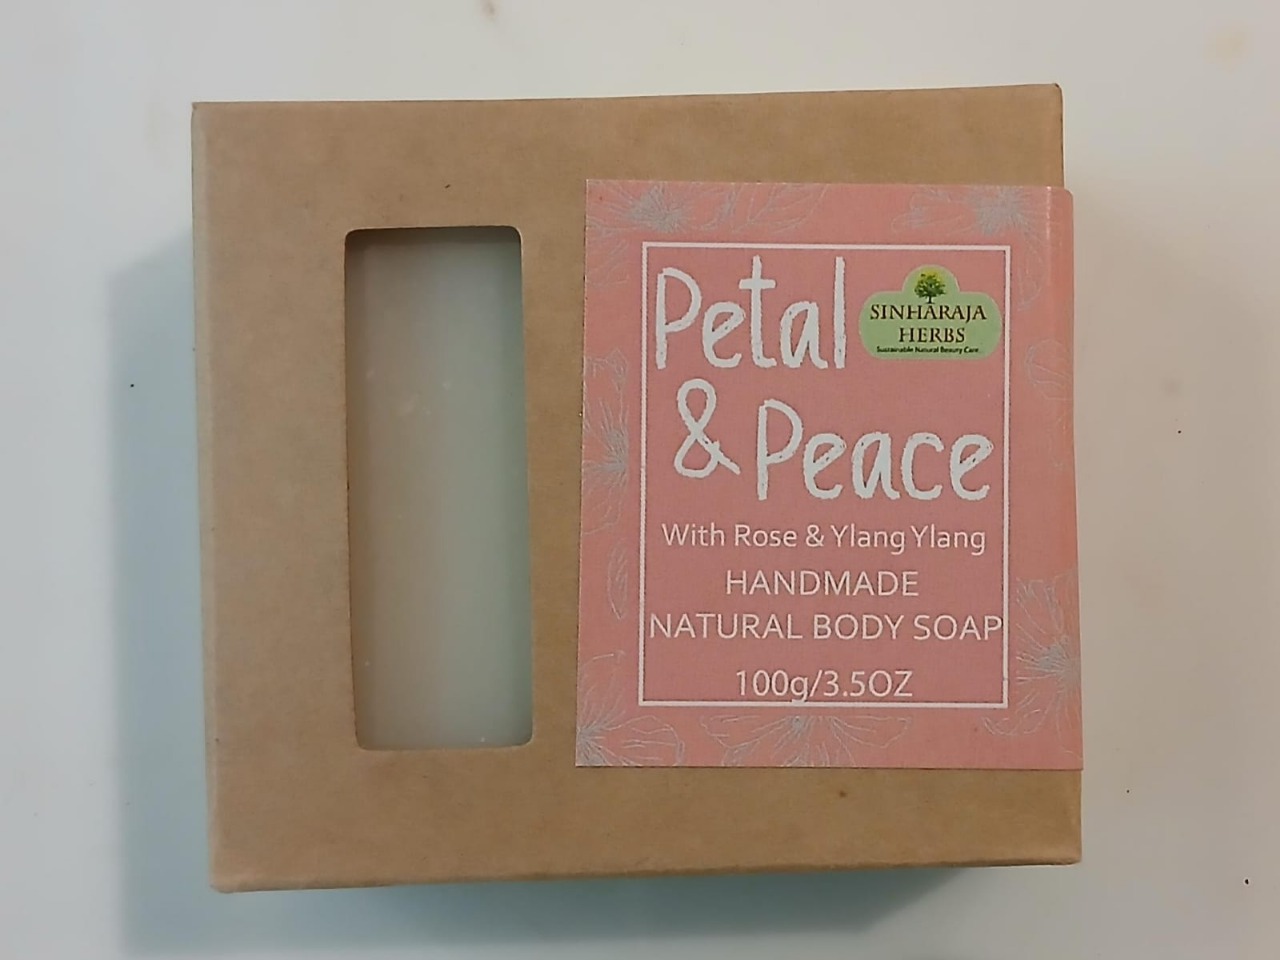 Petal
& Peace
SINHARAJA
HERBS
Sustainable Natural Beauty Care
With Rose & Ylang Ylang
HANDMADE
NATURAL BODY SOAP
100g/3.5OZ